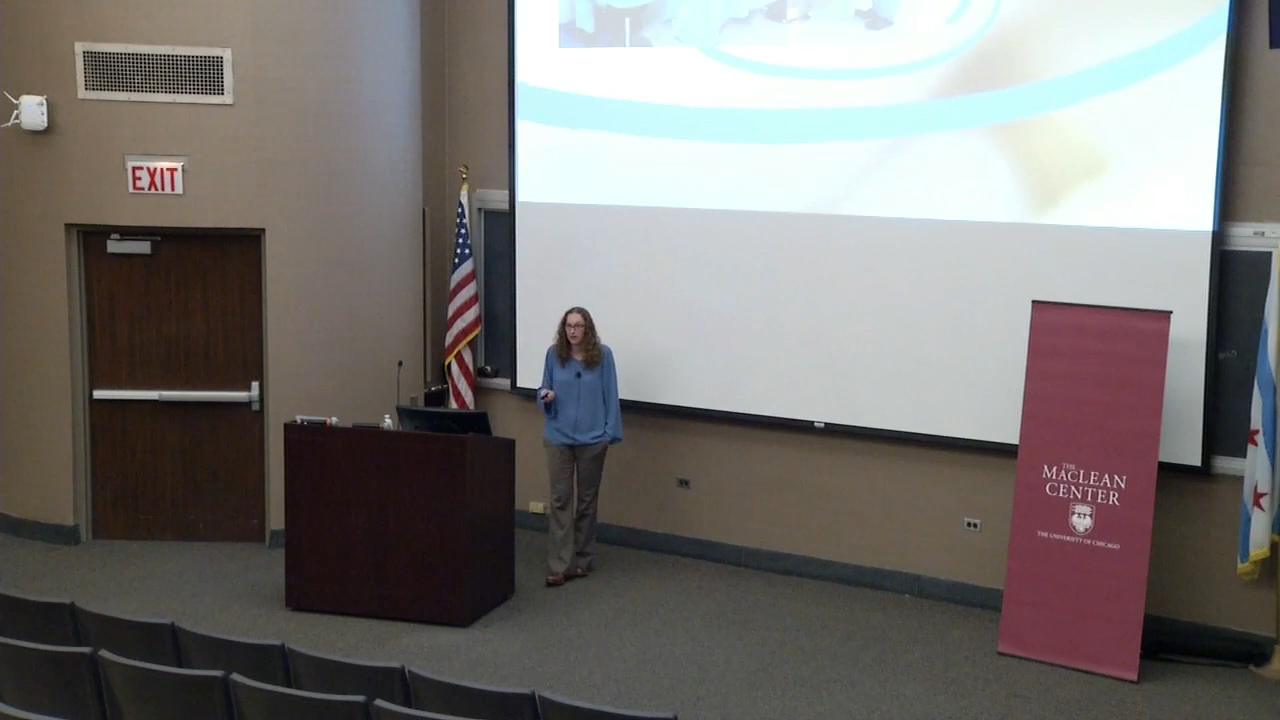 EXIT
THE
MACLEAN
CENTER
THE UNIVERSITY OF CHICAGO